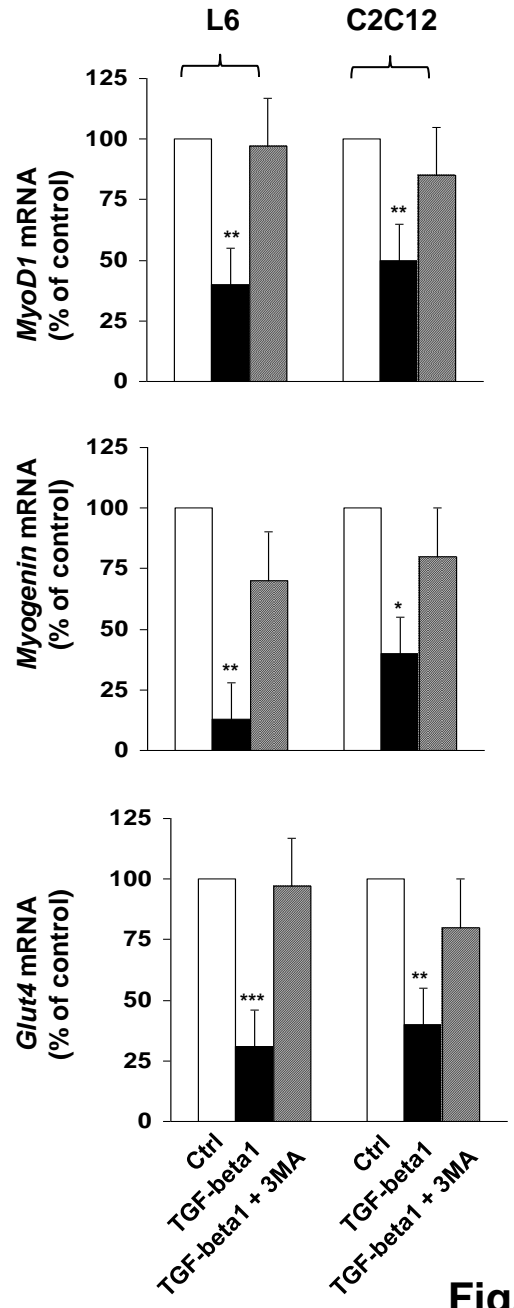 L6 C2C12
MyoD1 mRNA
(% of control)
125
100
75
50
25
0
**
**
Myogenin mRNA
(% of control)
125
100
75
50
25
0
**
*
Glut4 mRNA
(% of control)
125
100
75
50
25
0
***
**
Ctrl
TGF-beta1
TGF-beta1 + 3MA
Ctrl
TGF-beta1
TGF-beta1 + 3MA
Fig